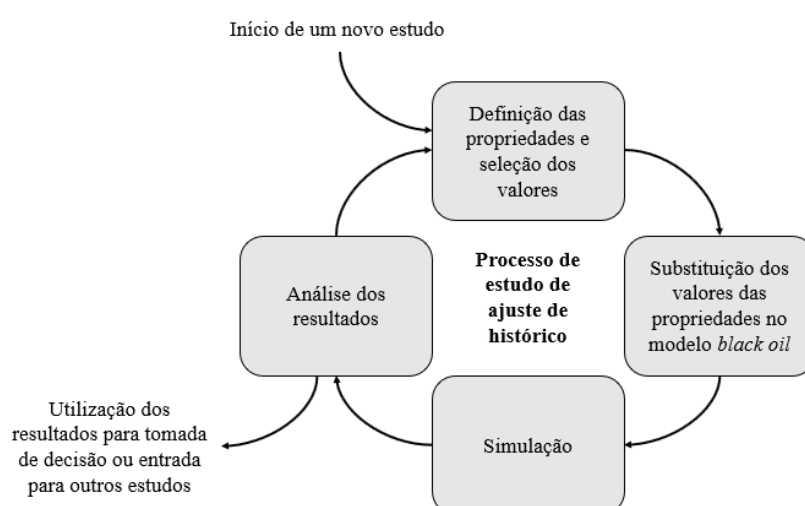 Início de um novo estudo
Definição das
propriedades e
seleção dos
valores
Processo de
estudo de
ajuste de
histórico
Substituição dos
valores das
propriedades no
modelo black oil
Análise dos
resultados
Simulação
Utilização dos
resultados para tomada
de decisão ou entrada
para outros estudos